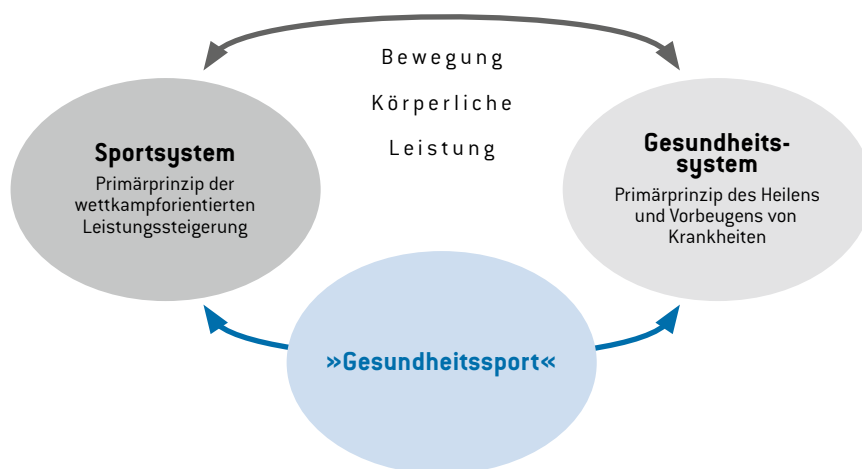 Bewegung
Körperliche
Leistung
Sportsystem
Primärprinzip der
wettkampforientierten
Leistungssteigerung
Gesundheits-
system
Primärprinzip des Heilens
und Vorbeugens von
Krankheiten
»Gesundheitssport«